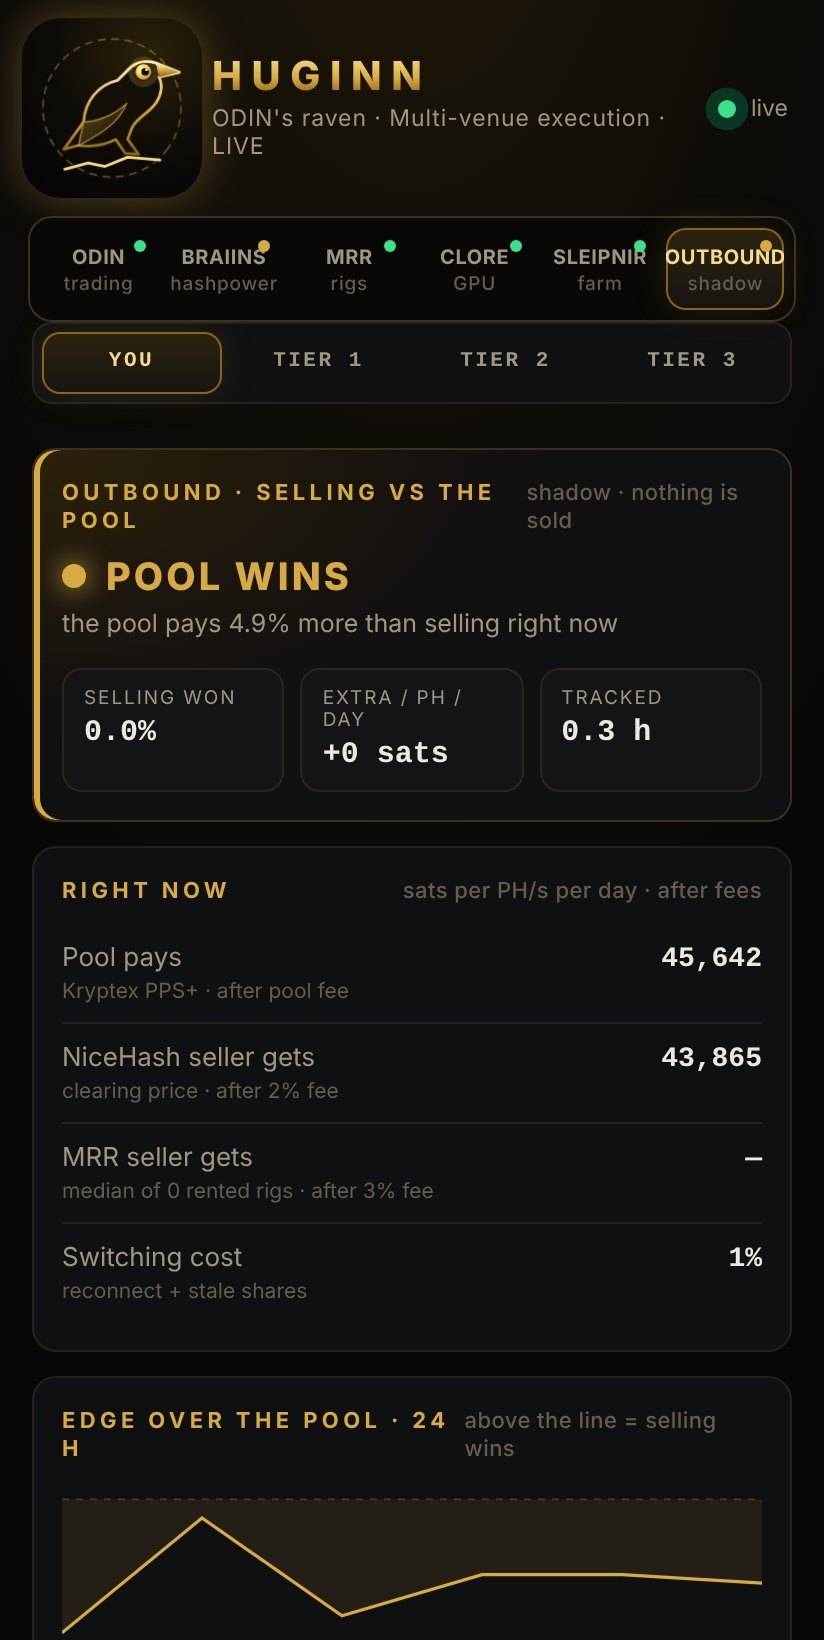 HUGINN
ODIN's raven · Multi-venue execution ·
LIVE
live
ODIN
trading
BRAIINS
hashpower
MRR
rigs
CLORE
GPU
SLEIPNIR
farm
OUTBOUND
shadow
YOU
TIER 1
TIER 2
TIER 3
OUTBOUND · SELLING VS THE
POOL
shadow · nothing is
sold
POOL WINS
the pool pays 4.9% more than selling right now
SELLING WON
0.0%
EXTRA / PH /
DAY
+0 sats
TRACKED
0.3 h
RIGHT NOW
sats per PH/s per day · after fees
Pool pays
45,642
Kryptex PPS+ · after pool fee
NiceHash seller gets
43,865
clearing price · after 2% fee
MRR seller gets
—
median of 0 rented rigs · after 3% fee
Switching cost
1%
reconnect + stale shares
EDGE OVER THE POOL · 24
H
above the line = selling
wins